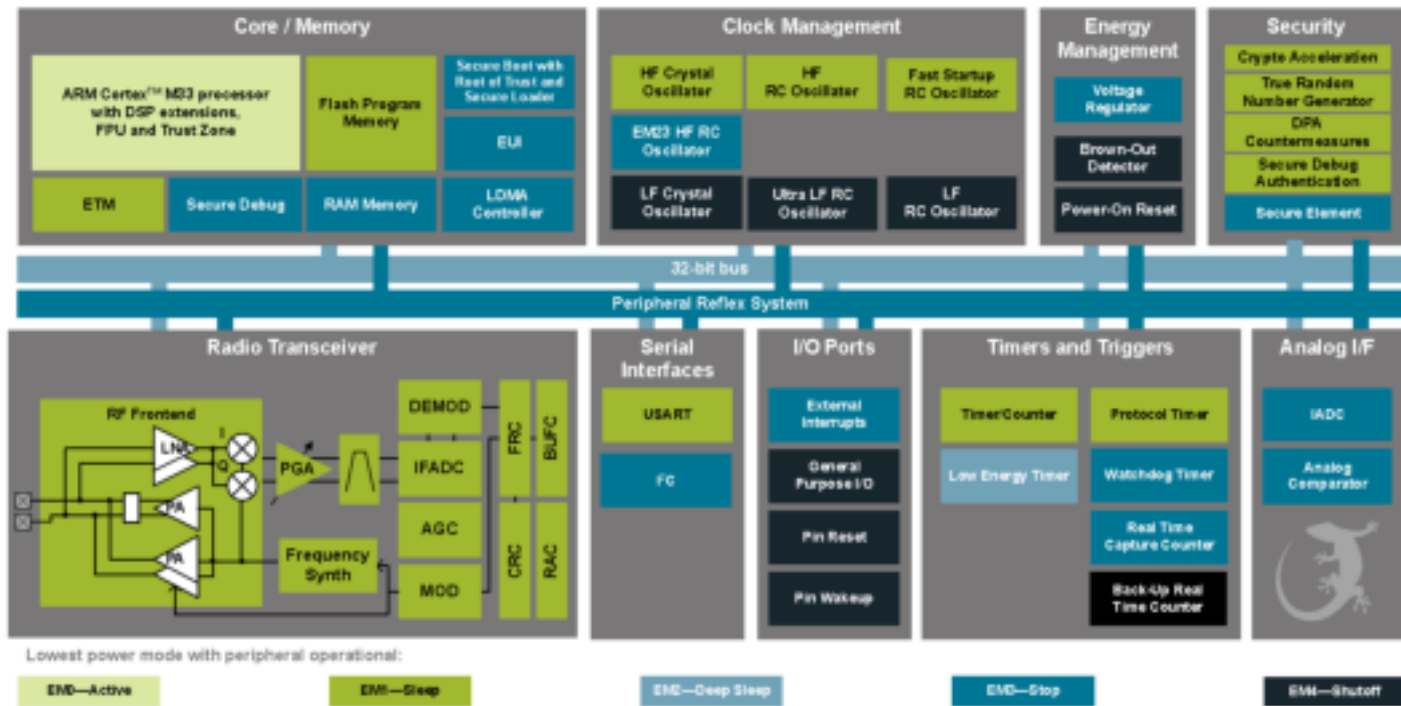 Core / Memory
ARM Cortex™ M33 processor
with DSP extensions,
FPU and Trust Zone
Flash Program
Memory
Secure Boot with
Root of Trust and
Secure Loader
EUI
ETM
Secure Debug
RAM Memory
LDMA
Controller
Clock Management
HF Crystal
Oscillator
HF
RC Oscillator
Fast Startup
RC Oscillator
EM23 HF RC
Oscillator
LF Crystal
Oscillator
Ultra LF RC
Oscillator
LF
RC Oscillator
Energy
Management
Voltage
Regulator
Brown-Out
Detector
Power-On Reset
Security
Crypto Acceleration
True Random
Number Generator
DPA
Countermeasures
Secure Debug
Authentication
Secure Element
32-bit bus
Peripheral Reflex System
Radio Transceiver
RF Frontend
LNA
I
Q
PA
PA
PGA
Frequency
Synth
DEMOD
IFADC
AGC
MOD
FRC
BUFC
CRC
RAC
Serial
Interfaces
USART
I²C
I/O Ports
External
Interrupts
General
Purpose I/O
Pin Reset
Pin Wakeup
Timers and Triggers
Timer/Counter
Protocol Timer
Low Energy Timer
Watchdog Timer
Real Time
Capture Counter
Back-Up Real
Time Counter
Analog I/F
IADC
Analog
Comparator
Lowest power mode with peripheral operational:
EM0—Active
EM1—Sleep
EM2—Deep Sleep
EM3—Stop
EM4—Shutoff